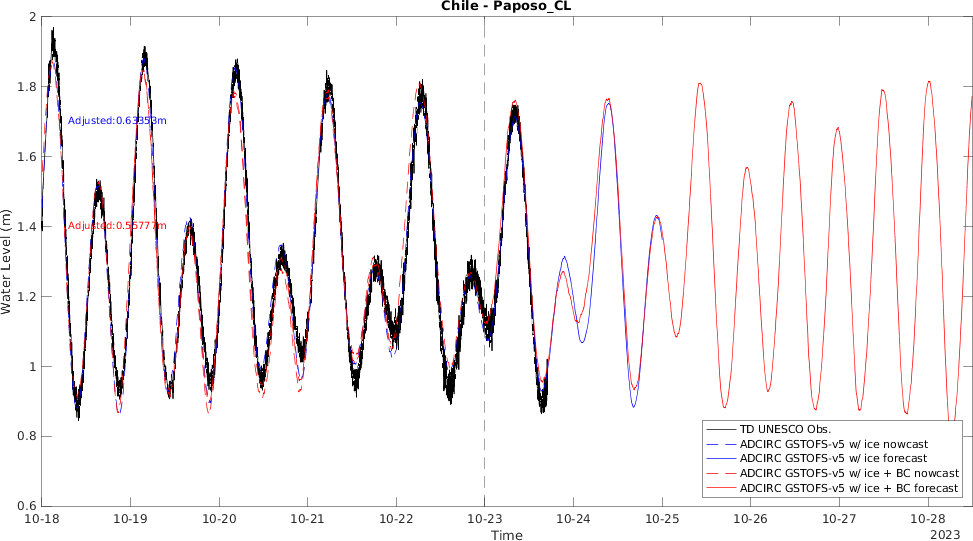 Chile - Paposo_CL
2
1.8
1.6
1.4
1.2
1
0.8
0.6
Water Level (m)
Adjusted:0.63353m
Adjusted:0.55777m
TD UNESCO Obs.
ADCIRC GSTOFS-v5 w/ ice nowcast
ADCIRC GSTOFS-v5 w/ ice forecast
ADCIRC GSTOFS-v5 w/ ice + BC nowcast
ADCIRC GSTOFS-v5 w/ ice + BC forecast
10-18 10-19 10-20 10-21 10-22 10-23 10-24 10-25 10-26 10-27 10-28
2023
Time